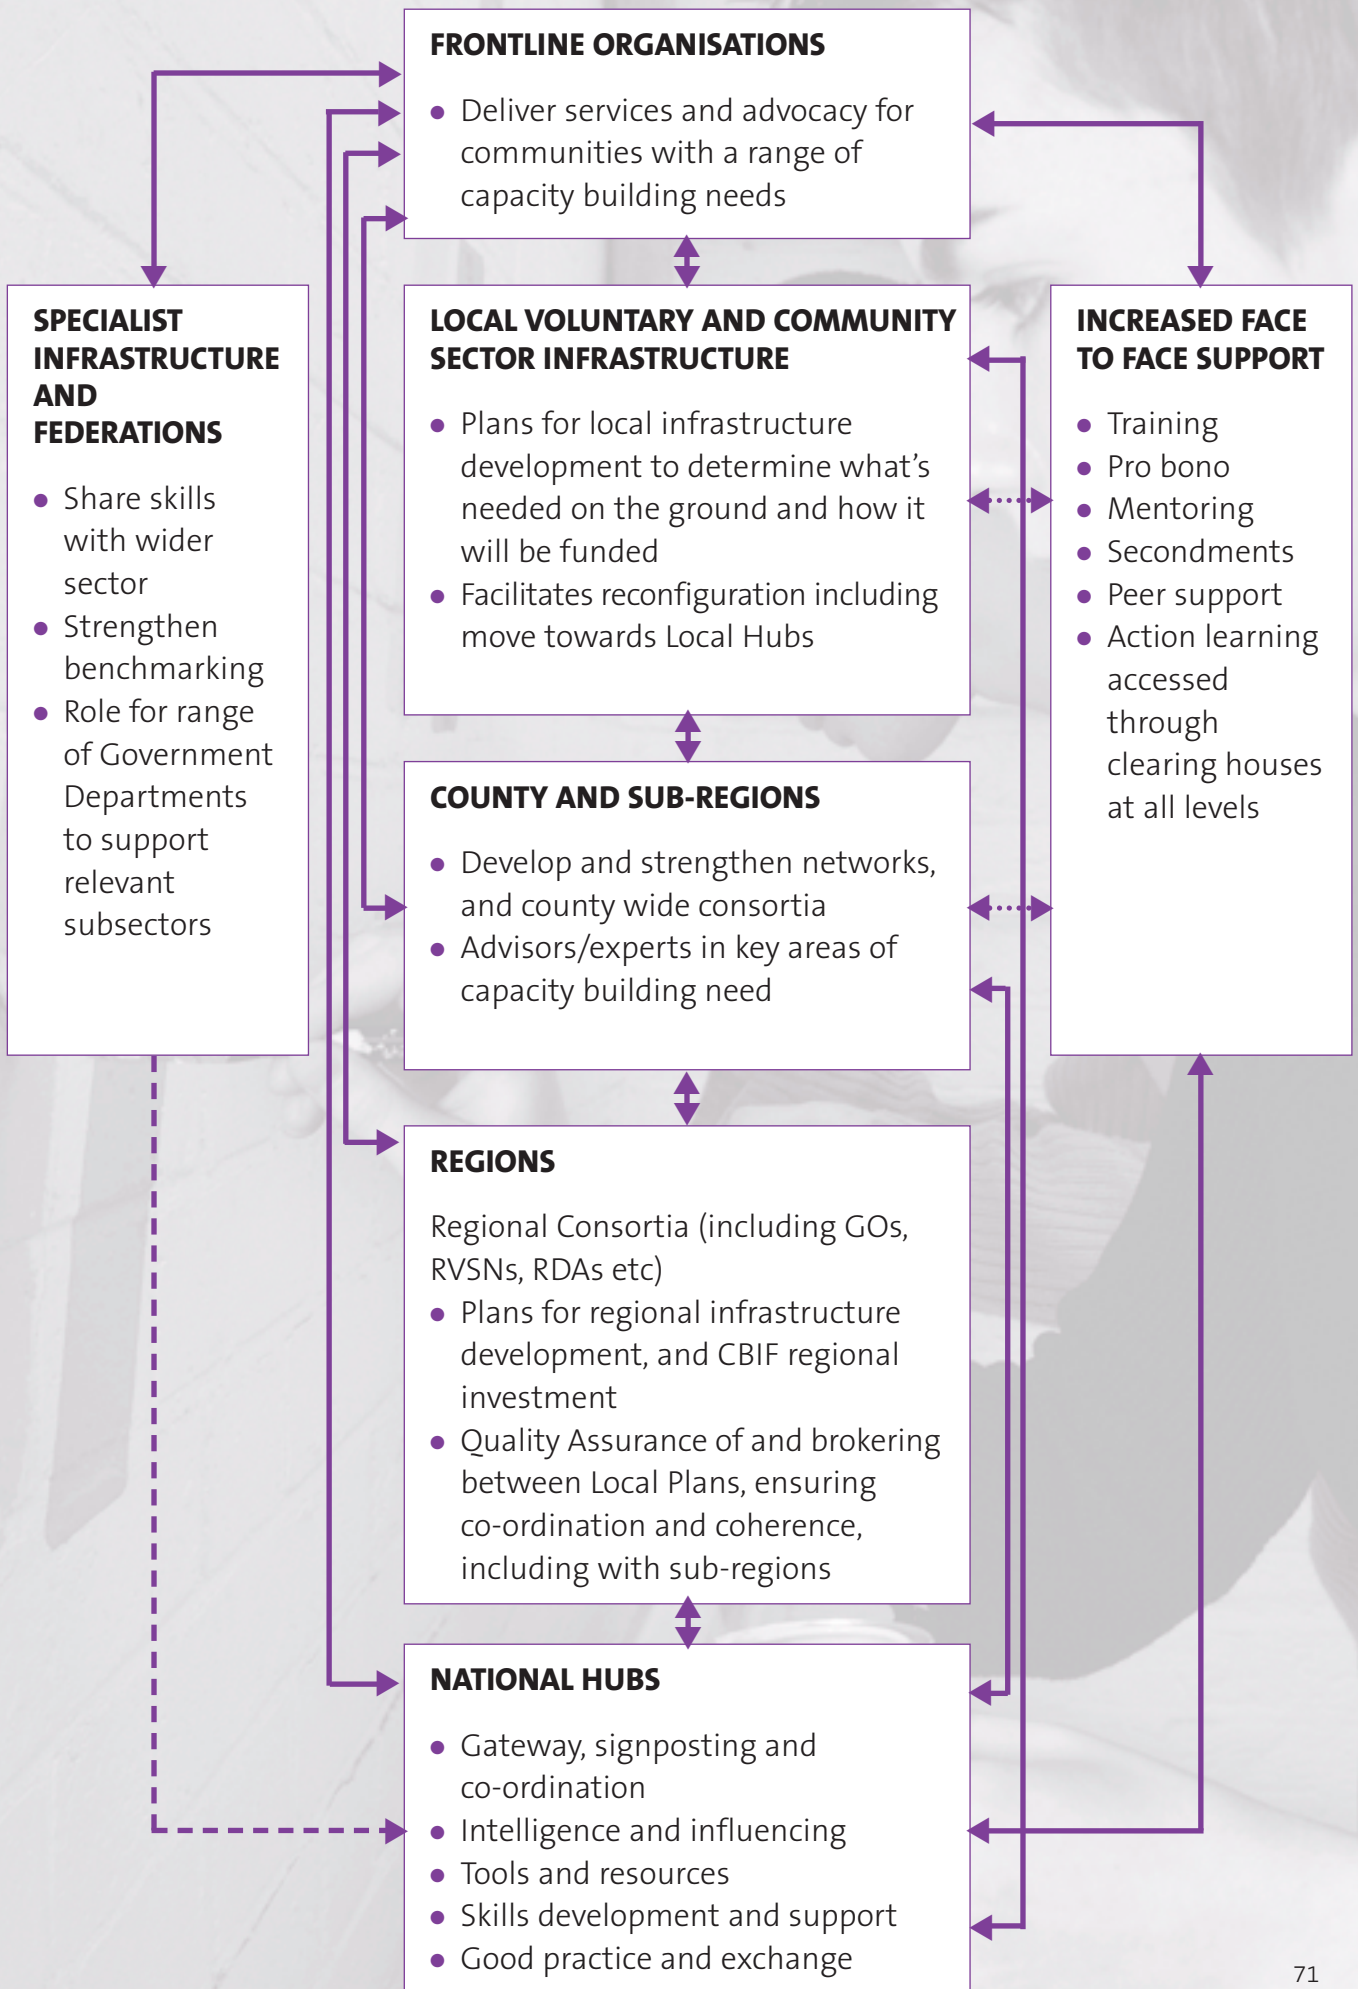 FRONTLINE ORGANISATIONS
• Deliver services and advocacy for
communities with a range of
capacity building needs
SPECIALIST
INFRASTRUCTURE
AND
FEDERATIONS
• Share skills
with wider
sector
• Strengthen
benchmarking
• Role for range
of Government
Departments
to support
relevant
subsectors
LOCAL VOLUNTARY AND COMMUNITY
SECTOR INFRASTRUCTURE
• Plans for local infrastructure
development to determine what's
needed on the ground and how it
will be funded
• Facilitates reconfiguration including
move towards Local Hubs
INCREASED FACE
TO FACE SUPPORT
• Training
• Pro bono
• Mentoring
• Secondments
• Peer support
• Action learning
accessed
through
clearing houses
at all levels
COUNTY AND SUB-REGIONS
• Develop and strengthen networks,
and county wide consortia
• Advisors/experts in key areas of
capacity building need
REGIONS
Regional Consortia (including GOs,
RVSNs, RDAs etc)
• Plans for regional infrastructure
development, and CBIF regional
investment
• Quality Assurance of and brokering
between Local Plans, ensuring
co-ordination and coherence,
including with sub-regions
NATIONAL HUBS
• Gateway, signposting and
co-ordination
• Intelligence and influencing
• Tools and resources
• Skills development and support
• Good practice and exchange
71